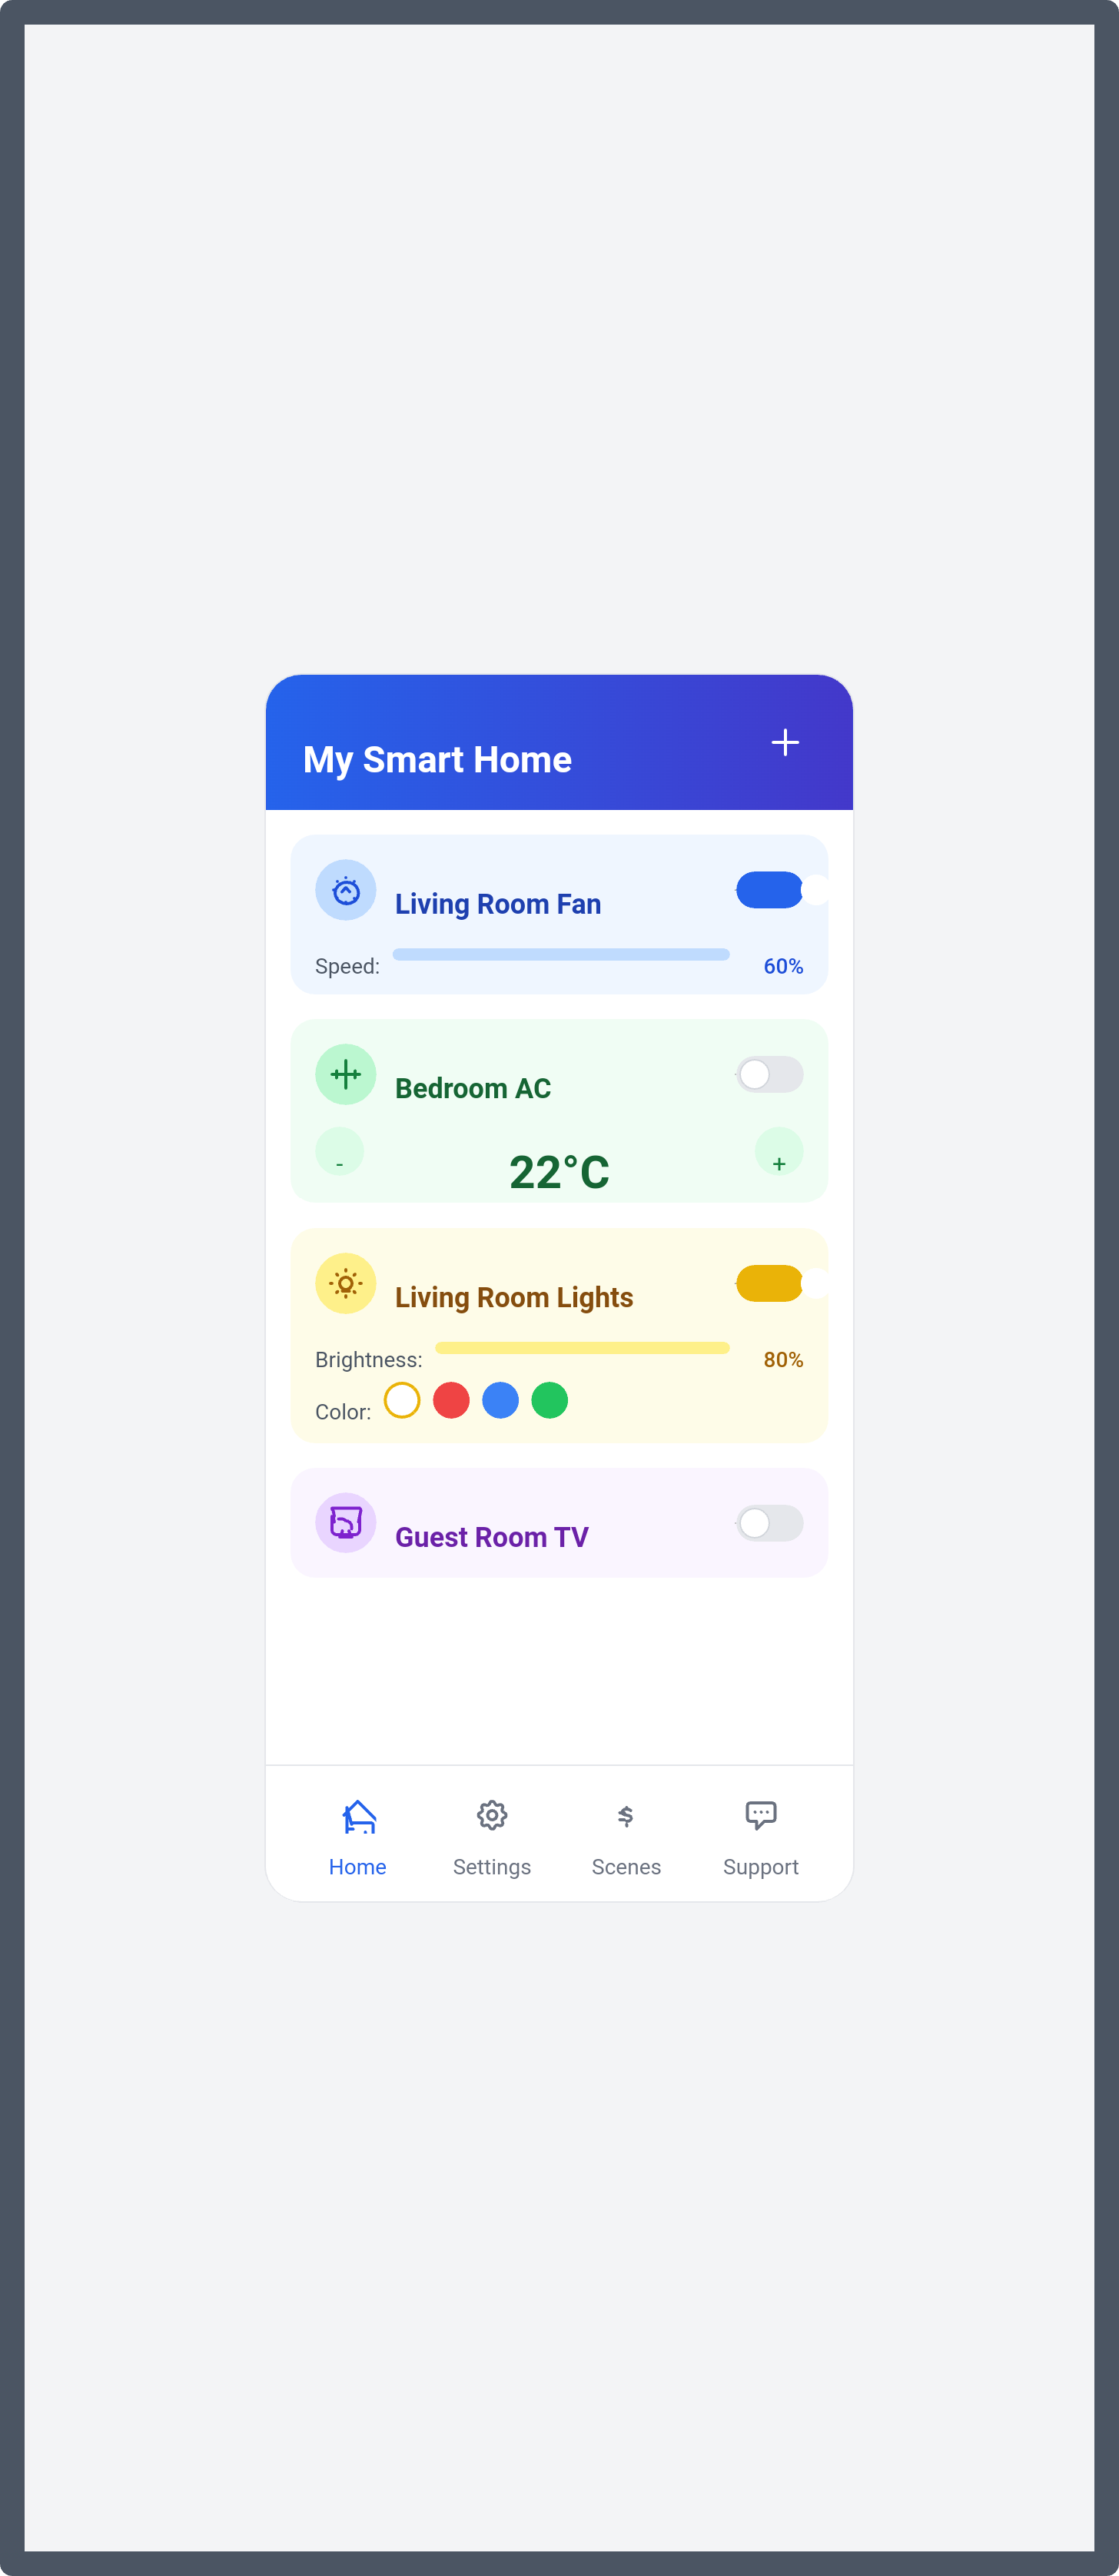 My Smart Home
Living Room Fan
Speed: 60%
Bedroom AC
- 22°C +
Living Room Lights
Brightness: 80%
Color:
Guest Room TV
Home Settings Scenes Support